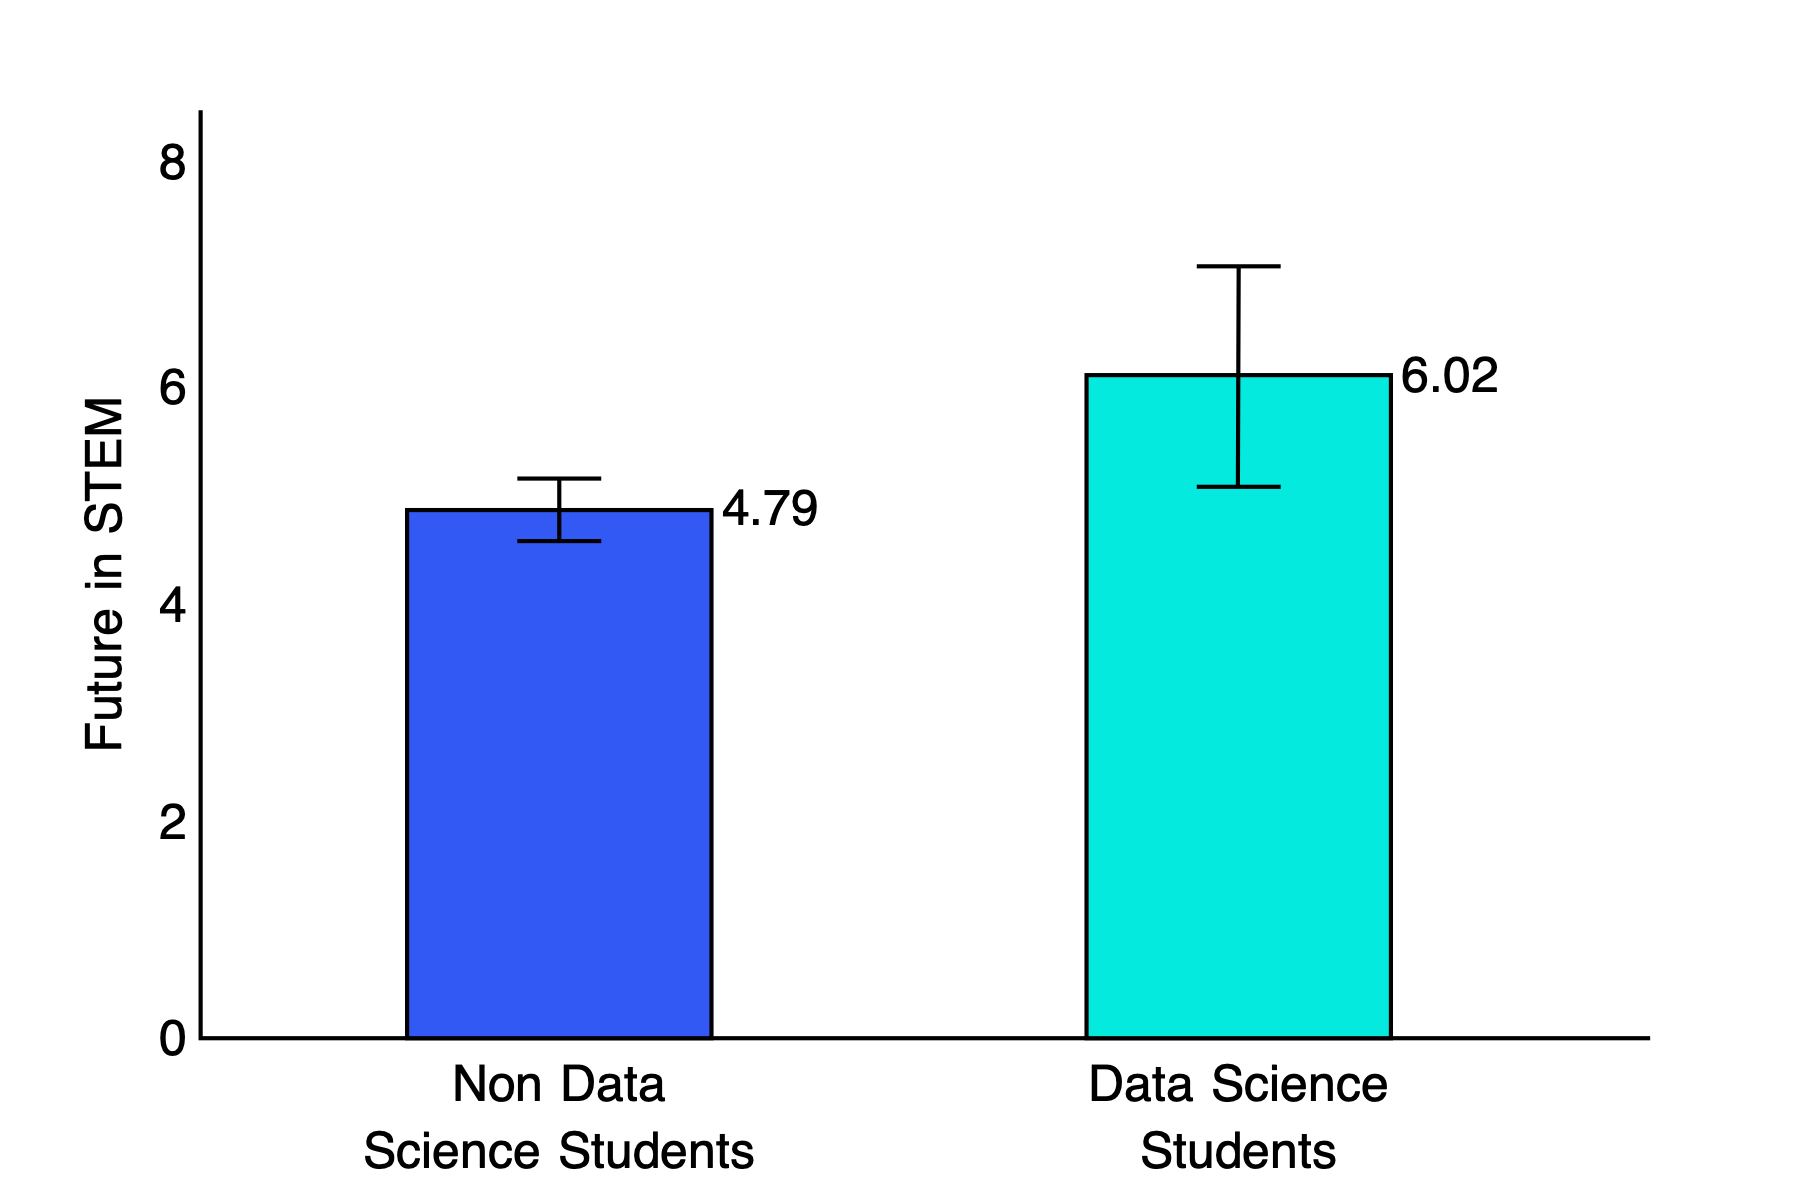 8
6
4
2
0
Future in STEM
4.79
6.02
Non Data
Science Students
Data Science
Students